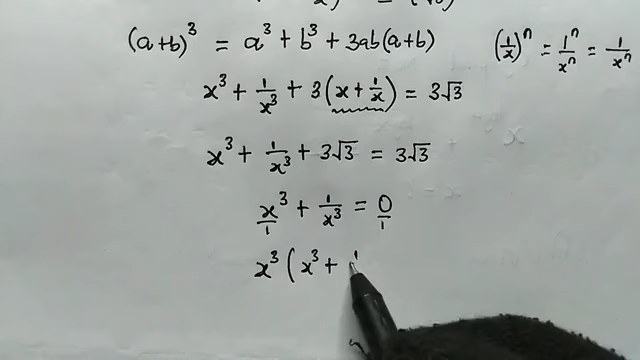 (a+b)³ = a³ + b³ + 3ab(a+b)
(1/x)ⁿ = 1ⁿ/xⁿ = 1/xⁿ
x³ + 1/x³ + 3(x + 1/x) = 3√3
x³ + 1/x³ + 3√3 = 3√3
x³/1 + 1/x³ = 0/1
x³(x³ + 1